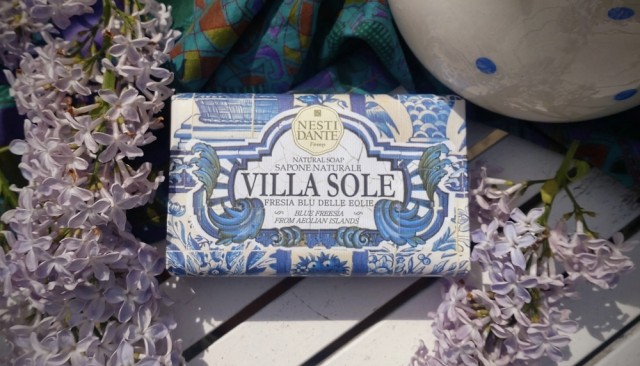 NESTI
DANTE
Firenze
NATURAL SOAP
SAPONE NATURALE
VILLA SOLE
FRESIA BLU DELLE EOLIE
BLUE FREESIA
FROM AEOLIAN ISLANDS